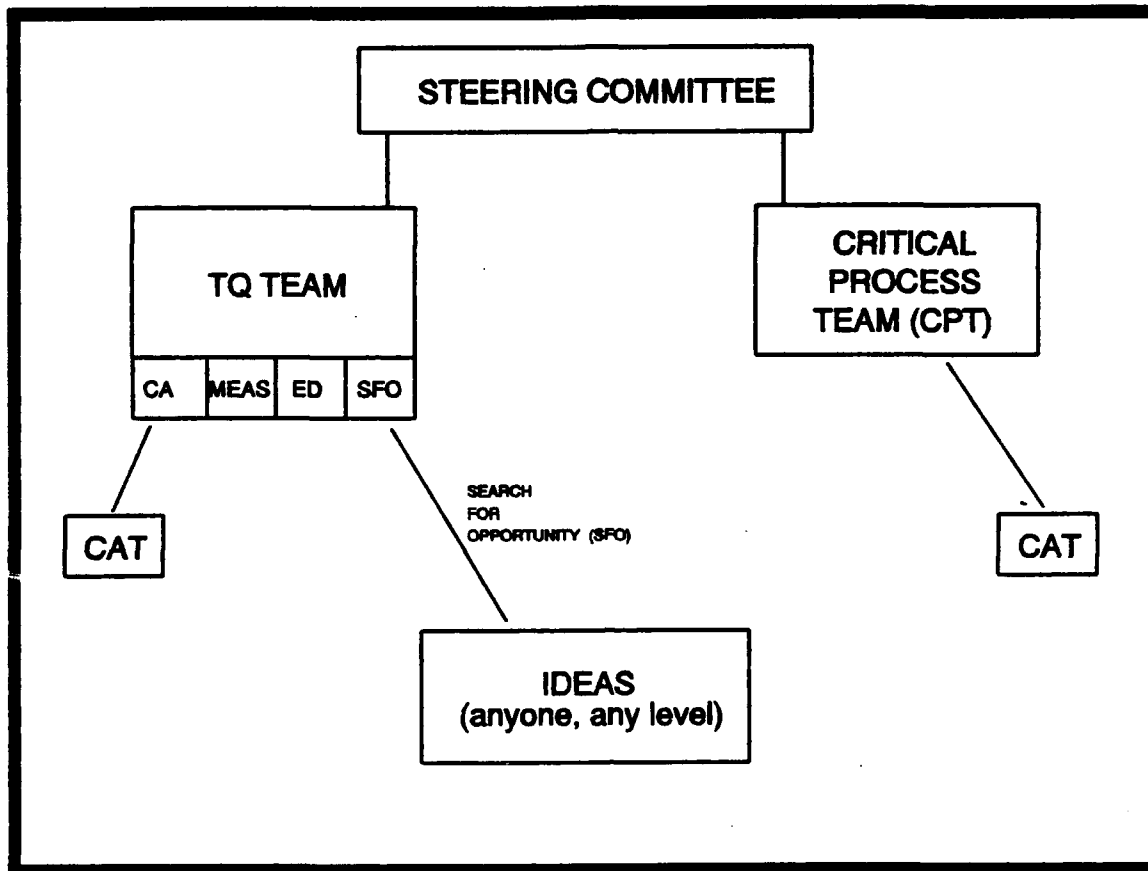 STEERING COMMITTEE
TQ TEAM
CRITICAL
PROCESS
TEAM (CPT)
CA MEAS ED SFO
SEARCH
FOR
OPPORTUNITY (SFO)
CAT
CAT
IDEAS
(anyone, any level)